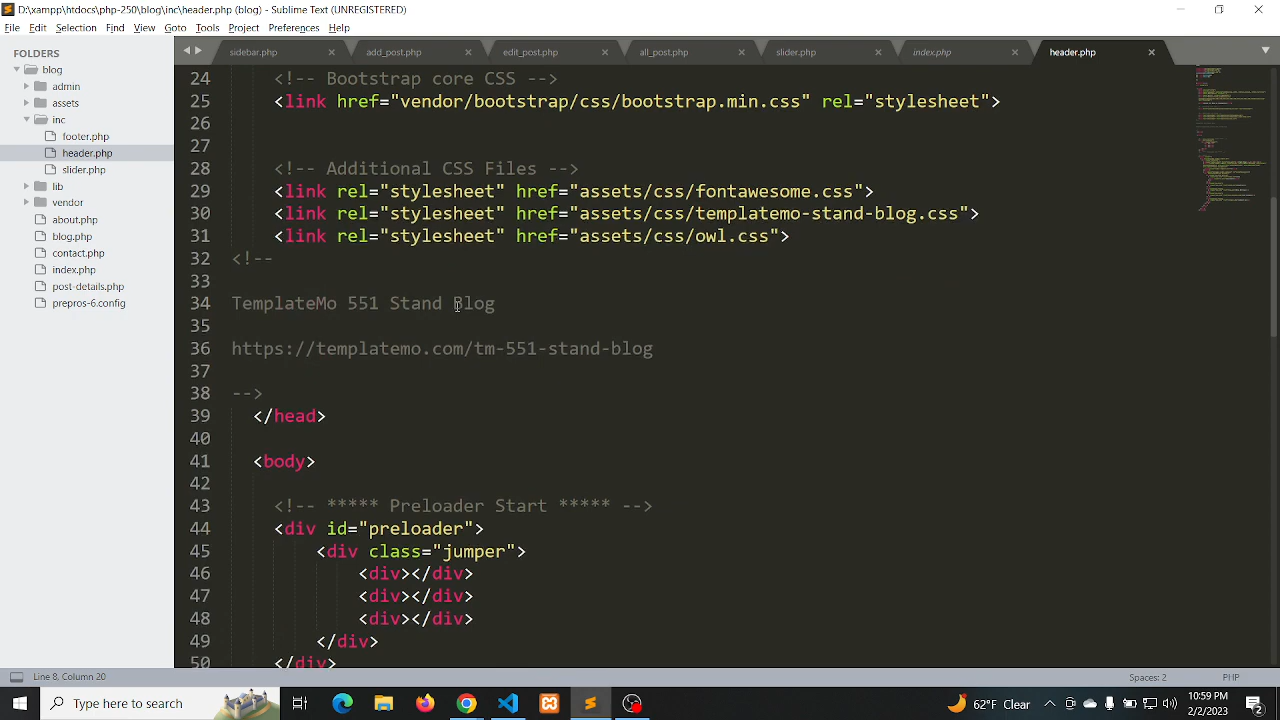 D:\xampp\htdocs\php-250\blog\inc\header.php (blog) - Sublime Text (UNREGISTERED)
File Edit Selection Find View Goto Tools Project Preferences Help
FOLDERS
blog
admin
assets
inc
footer.php
header.php
slider.php
lib
vendor
about.php
blog.php
contact.php
index.php
post-details.php
prepros-6.config
sidebar.php × add_post.php × edit_post.php × all_post.php × slider.php × index.php × header.php ×
24 <!-- Bootstrap core CSS -->
25 <link href="vendor/bootstrap/css/bootstrap.min.css" rel="stylesheet">
26
27
28 <!-- Additional CSS Files -->
29 <link rel="stylesheet" href="assets/css/fontawesome.css">
30 <link rel="stylesheet" href="assets/css/templatemo-stand-blog.css">
31 <link rel="stylesheet" href="assets/css/owl.css">
32 <!--
33
34 TemplateMo 551 Stand Blog
35
36 https://templatemo.com/tm-551-stand-blog
37
38 -->
39 </head>
40
41 <body>
42
43 <!-- ***** Preloader Start ***** -->
44 <div id="preloader">
45 <div class="jumper">
46 <div></div>
47 <div></div>
48 <div></div>
49 </div>
50 </div>
Line 8, Column 20 Spaces: 2 PHP
Type here to search 62°F Clear 10:59 PM
2/2/2023 2